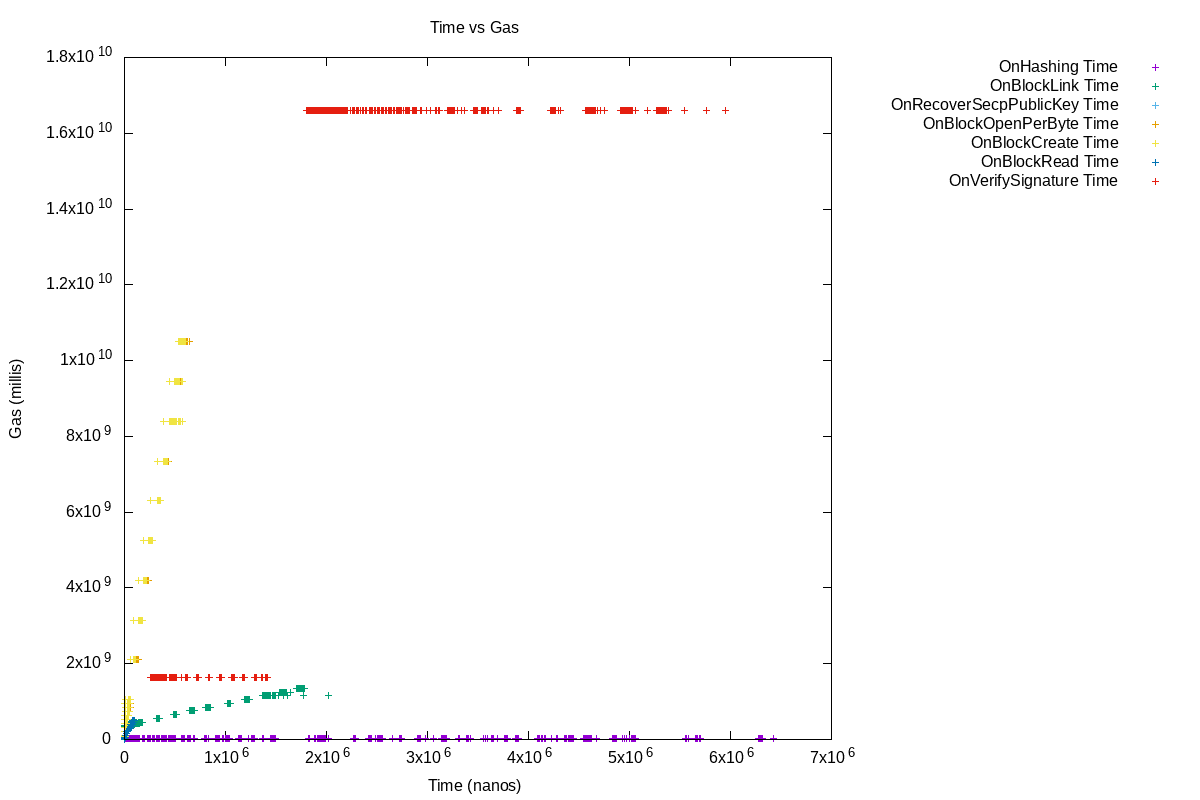 Time vs Gas
1.8x10^10
1.6x10^10
1.4x10^10
1.2x10^10
1x10^10
8x10^9
6x10^9
4x10^9
2x10^9
0
Gas (millis)
0 1x10^6 2x10^6 3x10^6 4x10^6 5x10^6 6x10^6 7x10^6
Time (nanos)
OnHashing Time
OnBlockLink Time
OnRecoverSecpPublicKey Time
OnBlockOpenPerByte Time
OnBlockCreate Time
OnBlockRead Time
OnVerifySignature Time